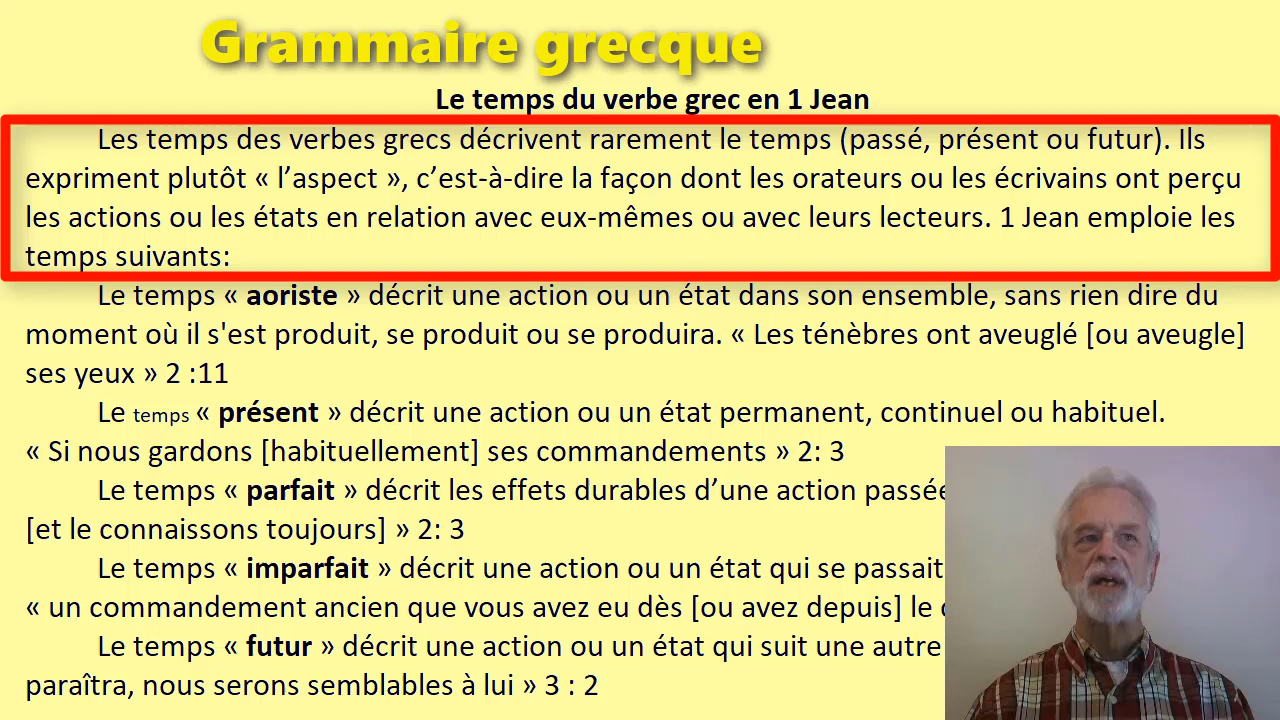 Grammaire grecque
Le temps du verbe grec en 1 Jean
Les temps des verbes grecs décrivent rarement le temps (passé, présent ou futur). Ils
expriment plutôt « l’aspect », c’est-à-dire la façon dont les orateurs ou les écrivains ont perçu
les actions ou les états en relation avec eux-mêmes ou avec leurs lecteurs. 1 Jean emploie les
temps suivants:
Le temps « aoriste » décrit une action ou un état dans son ensemble, sans rien dire du
moment où il s'est produit, se produit ou se produira. « Les ténèbres ont aveuglé [ou aveugle]
ses yeux » 2 :11
Le temps « présent » décrit une action ou un état permanent, continuel ou habituel.
« Si nous gardons [habituellement] ses commandements » 2: 3
Le temps « parfait » décrit les effets durables d’une action passée
[et le connaissons toujours] » 2: 3
Le temps « imparfait » décrit une action ou un état qui se passait
« un commandement ancien que vous avez eu dès [ou avez depuis] le
Le temps « futur » décrit une action ou un état qui suit une autre
paraîtra, nous serons semblables à lui » 3 : 2